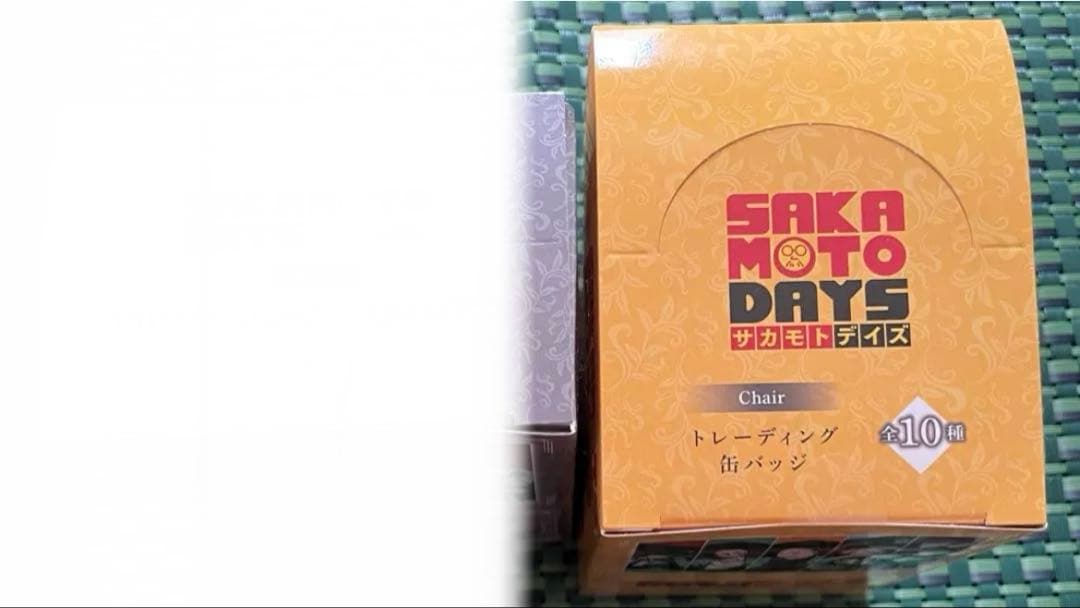 SAKA
MOTO
DAYS
サカモトデイズ
Chair
トレーディング
缶バッジ
全10種